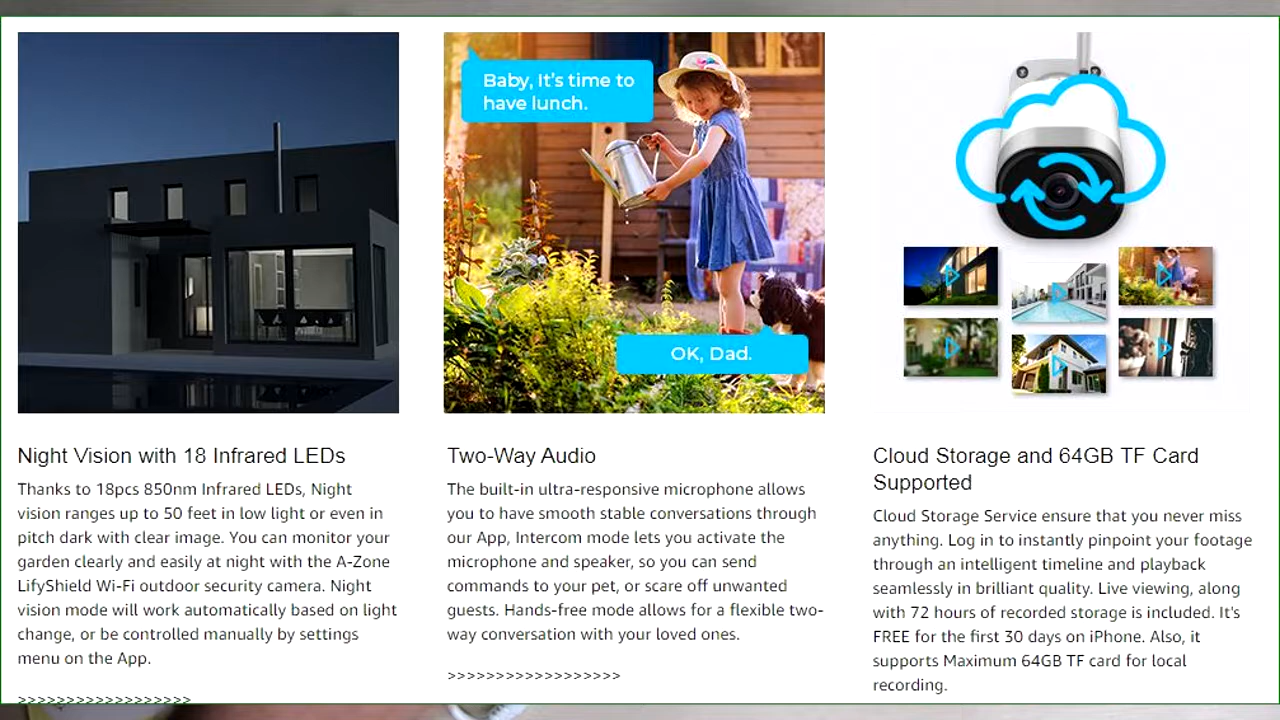 Baby, It's time to
have lunch.
OK, Dad.
Night Vision with 18 Infrared LEDs
Thanks to 18pcs 850nm Infrared LEDs, Night
vision ranges up to 50 feet in low light or even in
pitch dark with clear image. You can monitor your
garden clearly and easily at night with the A-Zone
LifyShield Wi-Fi outdoor security camera. Night
vision mode will work automatically based on light
change, or be controlled manually by settings
menu on the App.
>>>>>>>>>>>>>>>>>>
Two-Way Audio
The built-in ultra-responsive microphone allows
you to have smooth stable conversations through
our App, Intercom mode lets you activate the
microphone and speaker, so you can send
commands to your pet, or scare off unwanted
guests. Hands-free mode allows for a flexible two-
way conversation with your loved ones.
>>>>>>>>>>>>>>>>>>
Cloud Storage and 64GB TF Card
Supported
Cloud Storage Service ensure that you never miss
anything. Log in to instantly pinpoint your footage
through an intelligent timeline and playback
seamlessly in brilliant quality. Live viewing, along
with 72 hours of recorded storage is included. It's
FREE for the first 30 days on iPhone. Also, it
supports Maximum 64GB TF card for local
recording.